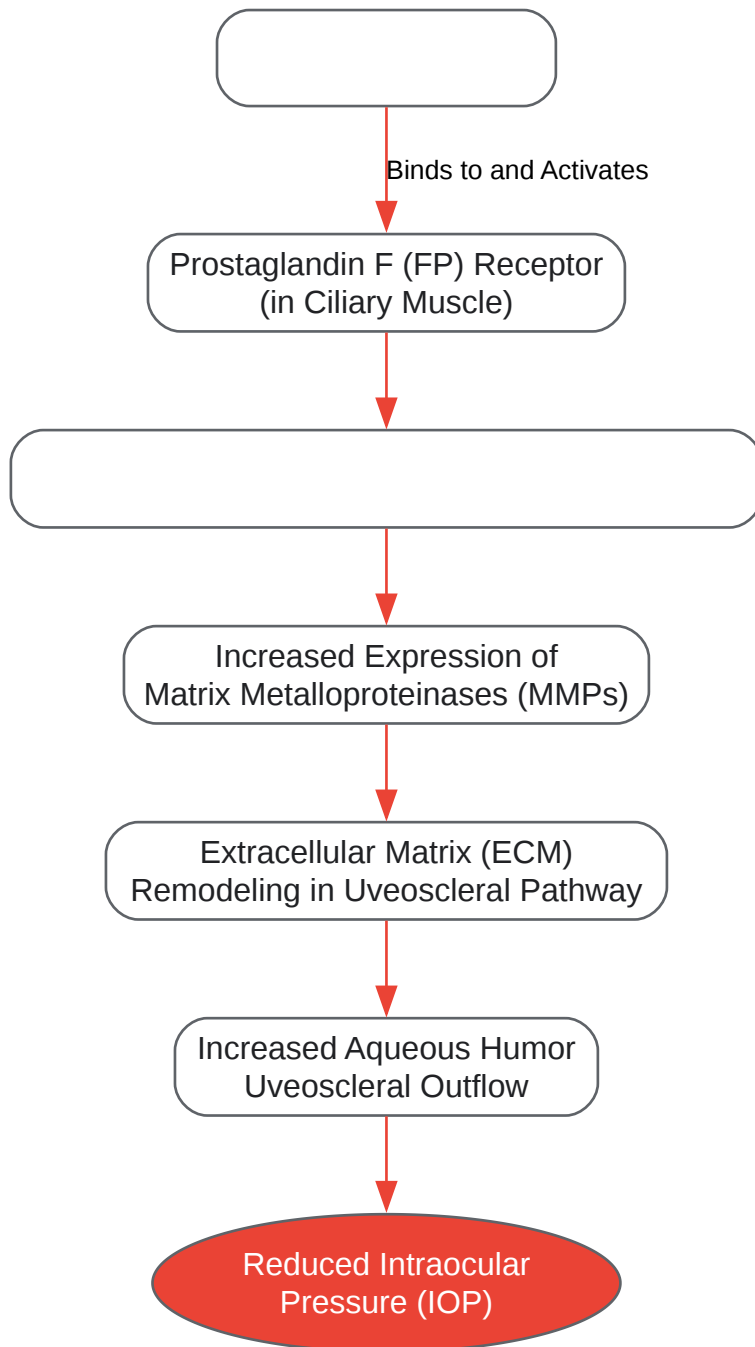 Binds to and Activates
Prostaglandin F (FP) Receptor
(in Ciliary Muscle)
Increased Expression of
Matrix Metalloproteinases (MMPs)
Extracellular Matrix (ECM)
Remodeling in Uveoscleral Pathway
Increased Aqueous Humor
Uveoscleral Outflow
Reduced Intraocular
Pressure (IOP)